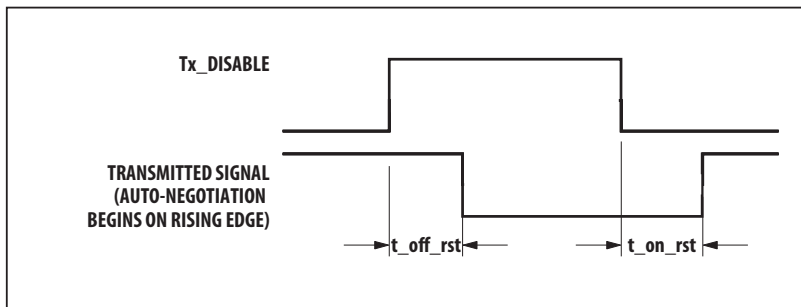 Tx_DISABLE
TRANSMITTED SIGNAL
(AUTO-NEGOTIATION
BEGINS ON RISING EDGE)
t_off_rst
t_on_rst